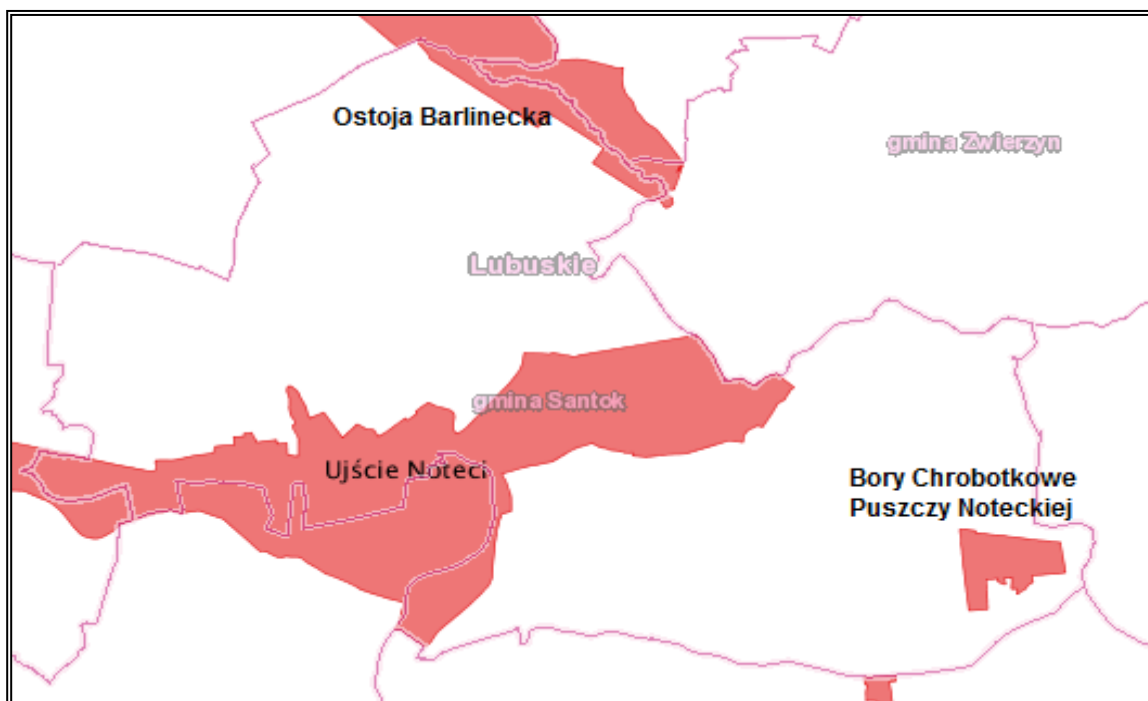 Ostoja Barlinecka
gmina Zwierzyn
Lubuskie
gmina Santok
Ujście Noteci
Bory Chrobotkowe
Puszczy Noteckiej